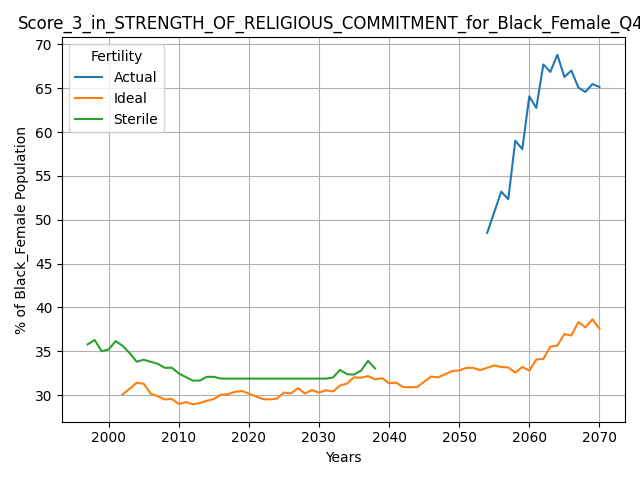 Score_3_in_STRENGTH_OF_RELIGIOUS_COMMITMENT_for_Black_Female_Q4
Fertility
Actual
Ideal
Sterile
% of Black_Female Population
70
65
60
55
50
45
40
35
30
2000 2010 2020 2030 2040 2050 2060 2070
Years